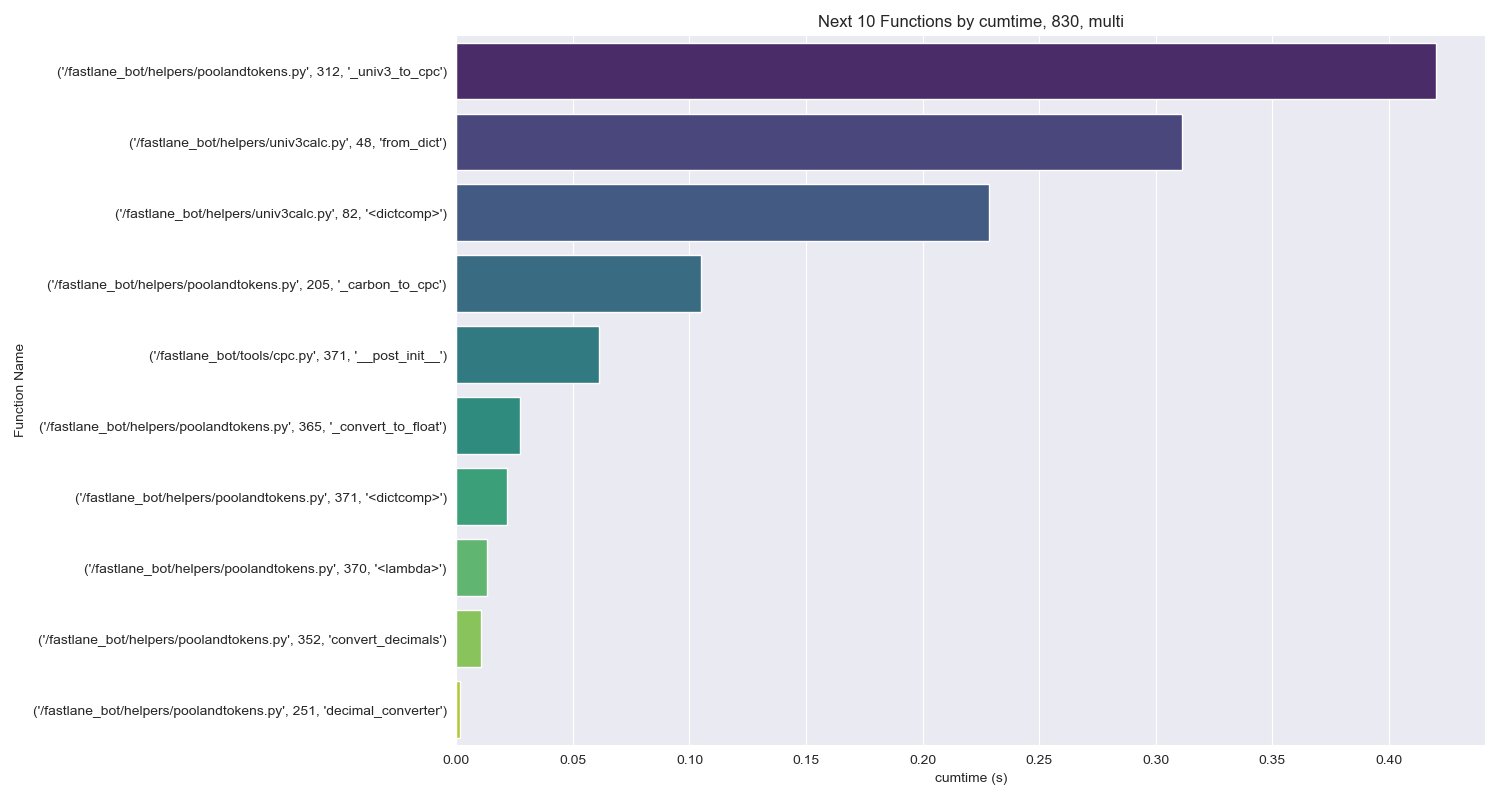 Next 10 Functions by cumtime, 830, multi
Function Name
('/fastlane_bot/helpers/poolandtokens.py', 312, '_univ3_to_cpc')
('/fastlane_bot/helpers/univ3calc.py', 48, 'from_dict')
('/fastlane_bot/helpers/univ3calc.py', 82, '<dictcomp>')
('/fastlane_bot/helpers/poolandtokens.py', 205, '_carbon_to_cpc')
('/fastlane_bot/tools/cpc.py', 371, '__post_init__')
('/fastlane_bot/helpers/poolandtokens.py', 365, '_convert_to_float')
('/fastlane_bot/helpers/poolandtokens.py', 371, '<dictcomp>')
('/fastlane_bot/helpers/poolandtokens.py', 370, '<lambda>')
('/fastlane_bot/helpers/poolandtokens.py', 352, 'convert_decimals')
('/fastlane_bot/helpers/poolandtokens.py', 251, 'decimal_converter')
0.00 0.05 0.10 0.15 0.20 0.25 0.30 0.35 0.40
cumtime (s)